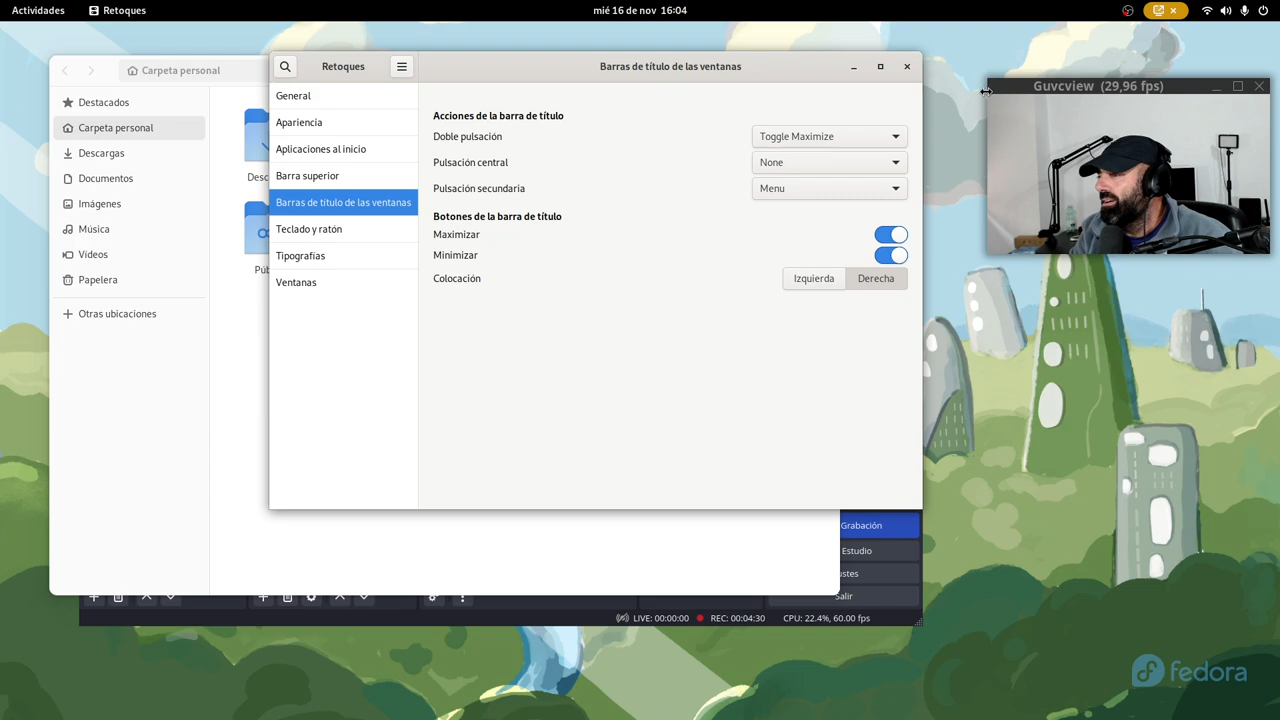 Actividades Retoques mié 16 de nov 16:04
Carpeta personal
Destacados
Carpeta personal
Descargas
Documentos
Imágenes
Música
Vídeos
Papelera
Otras ubicaciones
Retoques
Barras de título de las ventanas
General
Apariencia
Aplicaciones al inicio
Barra superior
Barras de título de las ventanas
Teclado y ratón
Tipografías
Ventanas
Acciones de la barra de título
Doble pulsación Toggle Maximize
Pulsación central None
Pulsación secundaria Menu
Botones de la barra de título
Maximizar
Minimizar
Colocación Izquierda Derecha
Guvcview (29,96 fps)
Grabación
Estudio
Salir
LIVE: 00:00:00 REC: 00:04:30 CPU: 22.4%, 60.00 fps
fedora